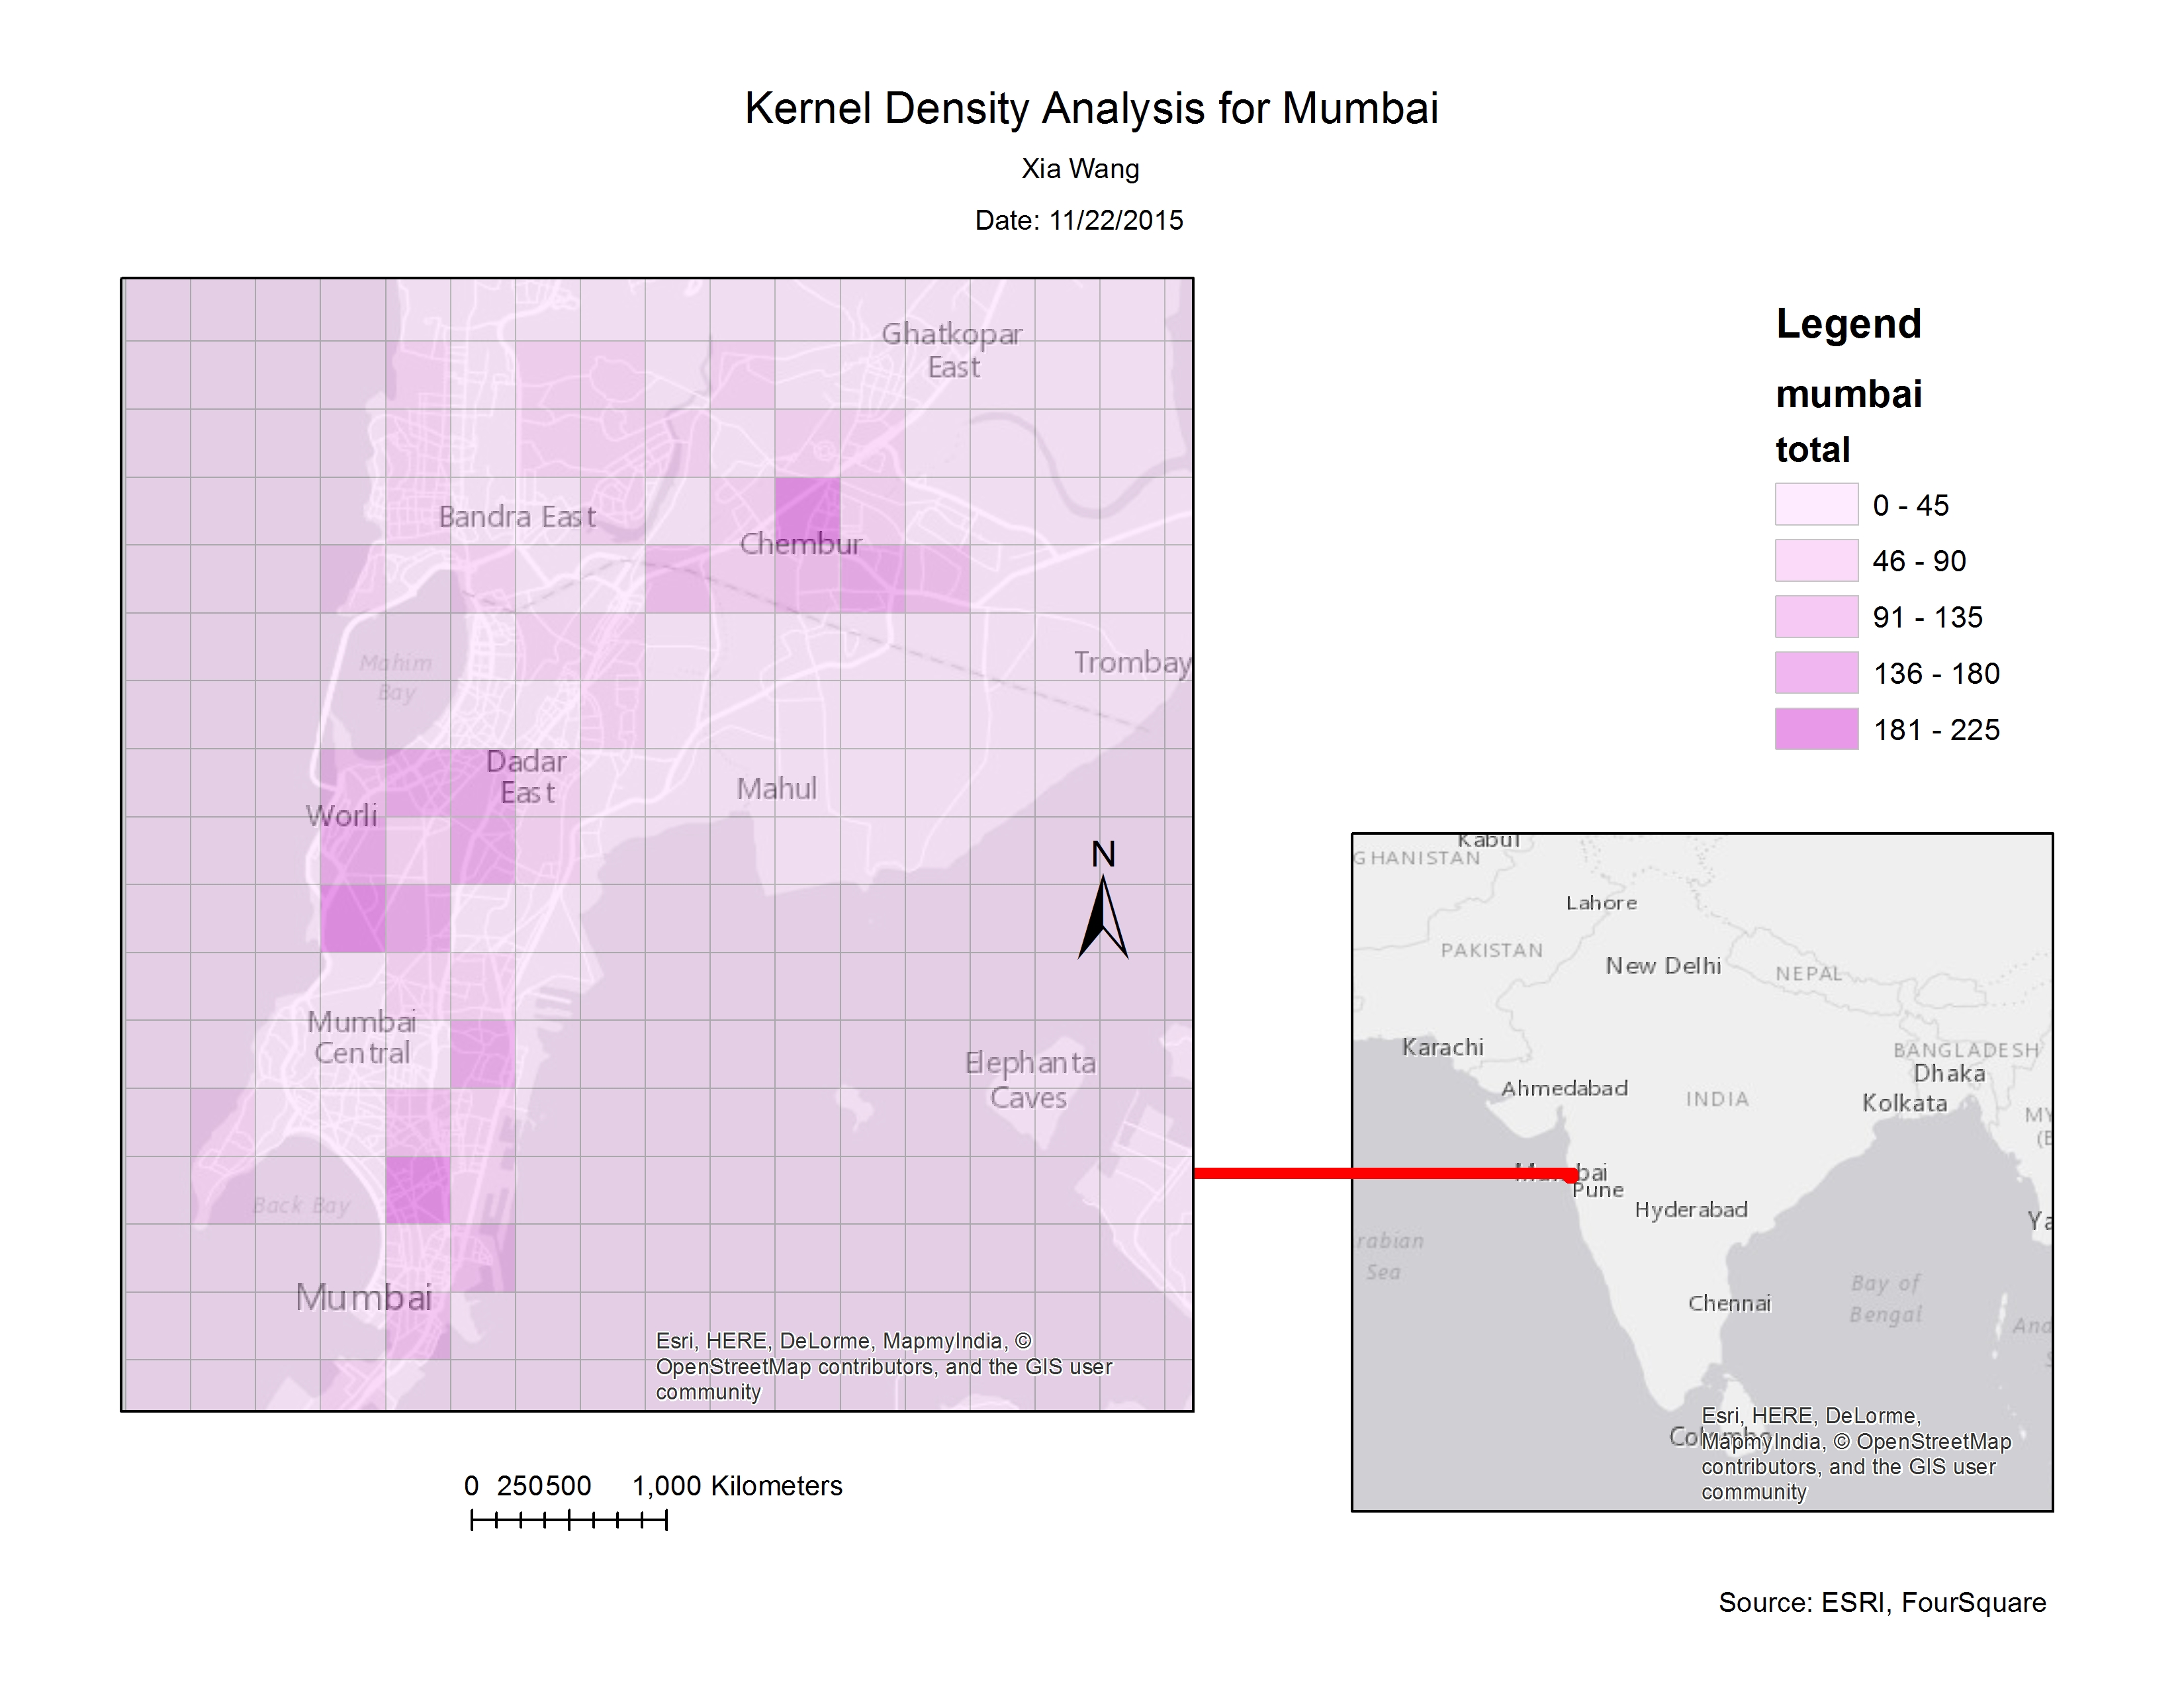 Kernel Density Analysis for Mumbai
Xia Wang
Date: 11/22/2015
Ghatkopar
East
Bandra East
Chembur
Mahim
Bay
Trombay
Dadar
East
Mahul
Worli
N
Mumbai
Central
Elephanta
Caves
Back Bay
Mumbai
Esri, HERE, DeLorme, MapmyIndia, ©
OpenStreetMap contributors, and the GIS user
community
0 250 500 1,000 Kilometers
Legend
mumbai
total
0 - 45
46 - 90
91 - 135
136 - 180
181 - 225
Kabul
GHANISTAN
Lahore
PAKISTAN
New Delhi
NEPAL
Karachi
BANGLADESH
Dhaka
Ahmedabad
INDIA
Kolkata
MY
(B
Pune
Hyderabad
Ya
rabian
Sea
Bay of
Bengal
Chennai
And
Esri, HERE, DeLorme,
MapmyIndia, © OpenStreetMap
contributors, and the GIS user
community
Source: ESRI, FourSquare